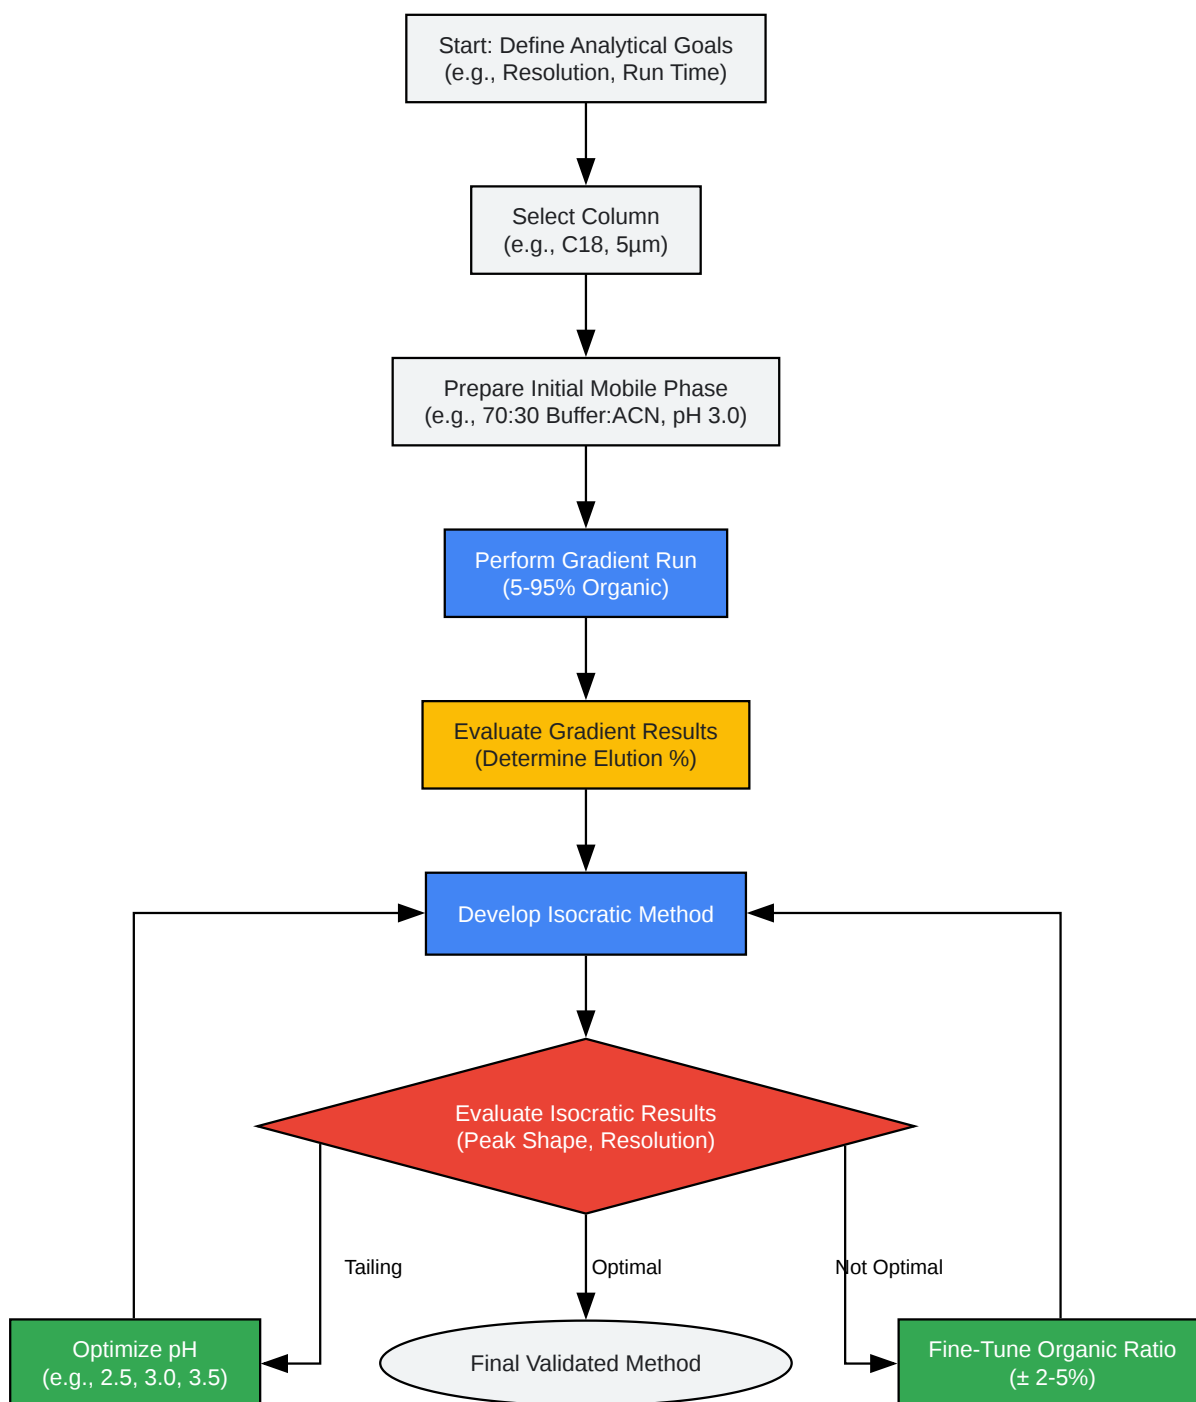 Start: Define Analytical Goals
(e.g., Resolution, Run Time)
Select Column
(e.g., C18, 5µm)
Prepare Initial Mobile Phase
(e.g., 70:30 Buffer:ACN, pH 3.0)
Perform Gradient Run
(5-95% Organic)
Evaluate Gradient Results
(Determine Elution %)
Develop Isocratic Method
Evaluate Isocratic Results
(Peak Shape, Resolution)
Tailing
Optimal
Not Optimal
Optimize pH
(e.g., 2.5, 3.0, 3.5)
Final Validated Method
Fine-Tune Organic Ratio
(± 2-5%)